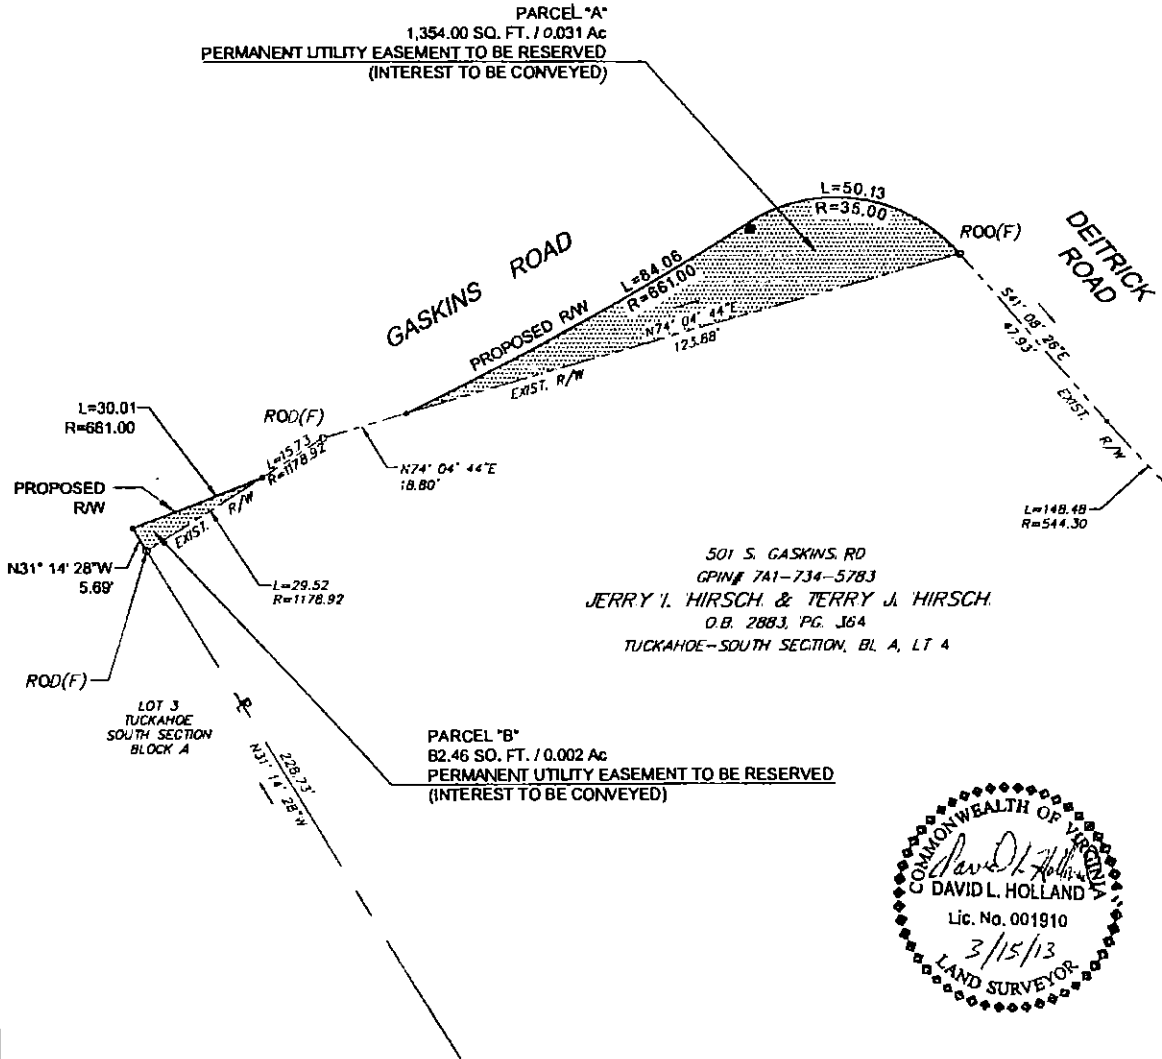 PARCEL "A"
1,354.00 SQ. FT. / 0.031 Ac
PERMANENT UTILITY EASEMENT TO BE RESERVED
(INTEREST TO BE CONVEYED)
GASKINS ROAD
DEITRICK
ROAD
L=50.13
R=35.00
ROO(F)
L=84.06
R=661.00
PROPOSED R/W
N74° 04' 44"E
123.88'
EXIST. R/W
S41° 08' 26"E
47.93'
EXIST. R/W
L=148.48
R=544.30
L=30.01
R=661.00
ROD(F)
L=15.73
R=1178.92
N74° 04' 44"E
18.80'
PROPOSED
R/W
EXIST. R/W
N31° 14' 28"W
5.69'
L=29.52
R=1178.92
ROD(F)
LOT 3
TUCKAHOE
SOUTH SECTION
BLOCK A
228.73'
N31° 14' 28"W
501 S. GASKINS RD
GPIN# 741-734-5783
JERRY I. HIRSCH & TERRY J. HIRSCH
D.B. 2883, PG. 364
TUCKAHOE-SOUTH SECTION, BL A, LT 4
PARCEL "B"
82.46 SQ. FT. / 0.002 Ac
PERMANENT UTILITY EASEMENT TO BE RESERVED
(INTEREST TO BE CONVEYED)
COMMONWEALTH OF VIRGINIA
David L. Holland
DAVID L. HOLLAND
Lic. No. 001910
3/15/13
LAND SURVEYOR